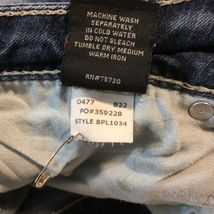 MACHINE WASH
SEPARATELY
IN COLD WATER
DO NOT BLEACH
TUMBLE DRY MEDIUM
WARM IRON
RN#75720
0477 B22
PO#359228
STYLE BPL1034